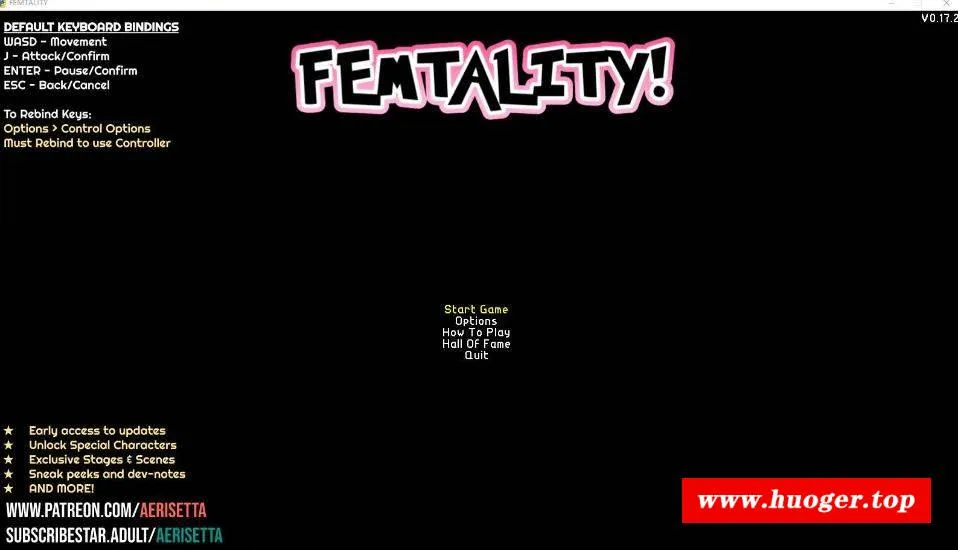 FEMTALITY
V0.17.2
DEFAULT KEYBOARD BINDINGS
WASD - Movement
J - Attack/Confirm
ENTER - Pause/Confirm
ESC - Back/Cancel
To Rebind Keys:
Options > Control Options
Must Rebind to use Controller
FEMTALITY!
Start Game
Options
How To Play
Hall Of Fame
Quit
★ Early access to updates
★ Unlock Special Characters
★ Exclusive Stages & Scenes
★ Sneak peeks and dev-notes
★ AND MORE!
WWW.PATREON.COM/AERISETTA
SUBSCRIBESTAR.ADULT/AERISETTA
www.huoger.top